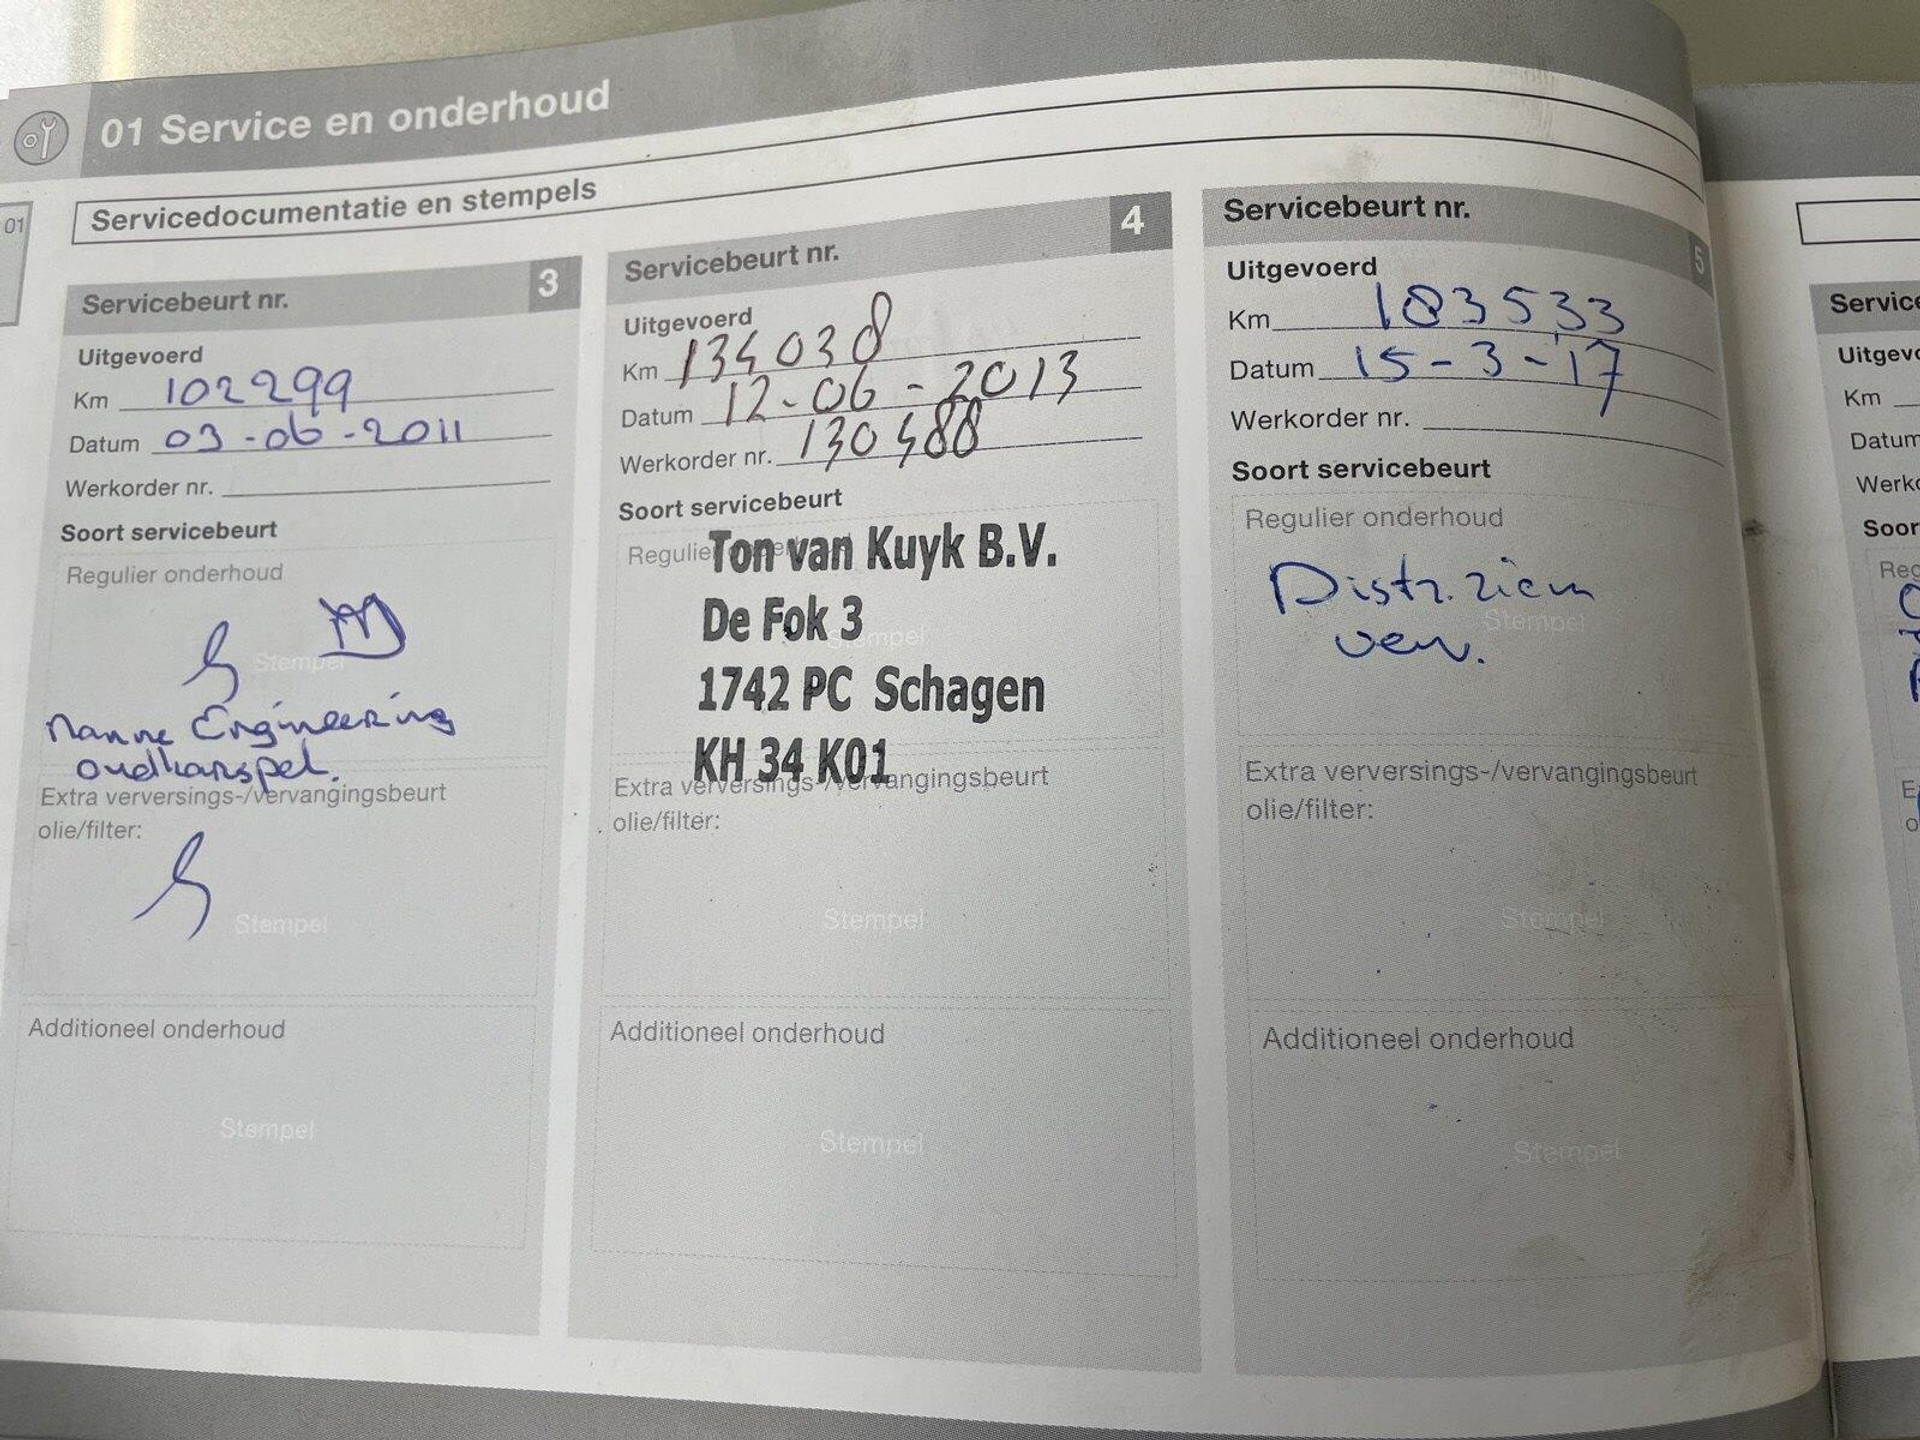 01 Service en onderhoud
01
Servicedocumentatie en stempels
Servicebeurt nr. 3
Uitgevoerd
Km 102299
Datum 03-06-2011
Werkorder nr.
Soort servicebeurt
Regulier onderhoud
Stempel
Nanne Engineering
oudkarspel.
Extra verversings-/vervangingsbeurt
olie/filter:
Stempel
Additioneel onderhoud
Stempel
Servicebeurt nr. 4
Uitgevoerd
Km 134038
Datum 12-06-2013
Werkorder nr. 130488
Soort servicebeurt
Regulier
Ton van Kuyk B.V.
De Fok 3
Stempel
1742 PC Schagen
KH 34 K01
Extra verversings-/vervangingsbeurt
olie/filter:
Stempel
Additioneel onderhoud
Stempel
Servicebeurt nr. 5
Uitgevoerd
Km 183533
Datum 15-3-'17
Werkorder nr.
Soort servicebeurt
Regulier onderhoud
Distr. riem
Stempel
verv.
Extra verversings-/vervangingsbeurt
olie/filter:
Stempel
Additioneel onderhoud
Stempel
Service
Uitgevo
Km
Datum
Werko
Soor
Reg